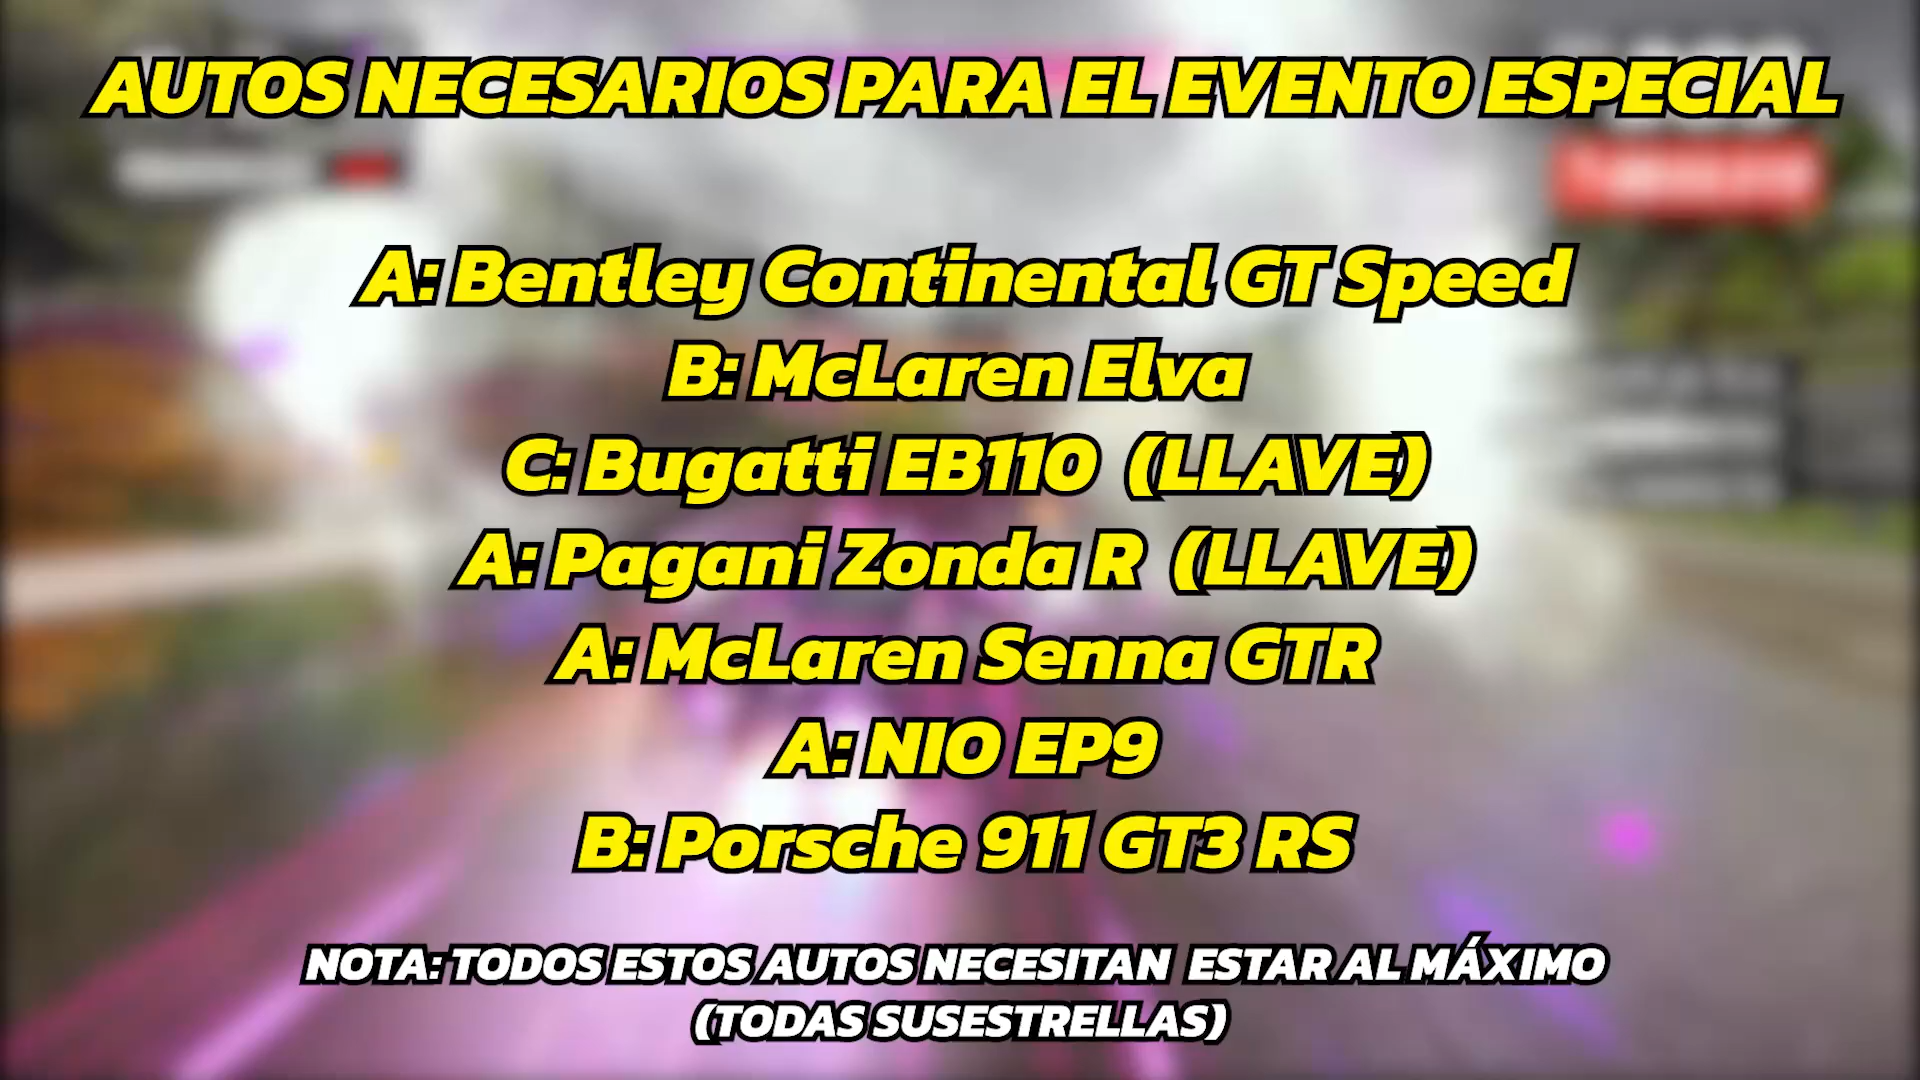 AUTOS NECESARIOS PARA EL EVENTO ESPECIAL
A: Bentley Continental GT Speed
B: McLaren Elva
C: Bugatti EB110 (LLAVE)
A: Pagani Zonda R (LLAVE)
A: McLaren Senna GTR
A: NIO EP9
B: Porsche 911 GT3 RS
NOTA: TODOS ESTOS AUTOS NECESITAN ESTAR AL MÁXIMO
(TODAS SUSESTRELLAS)